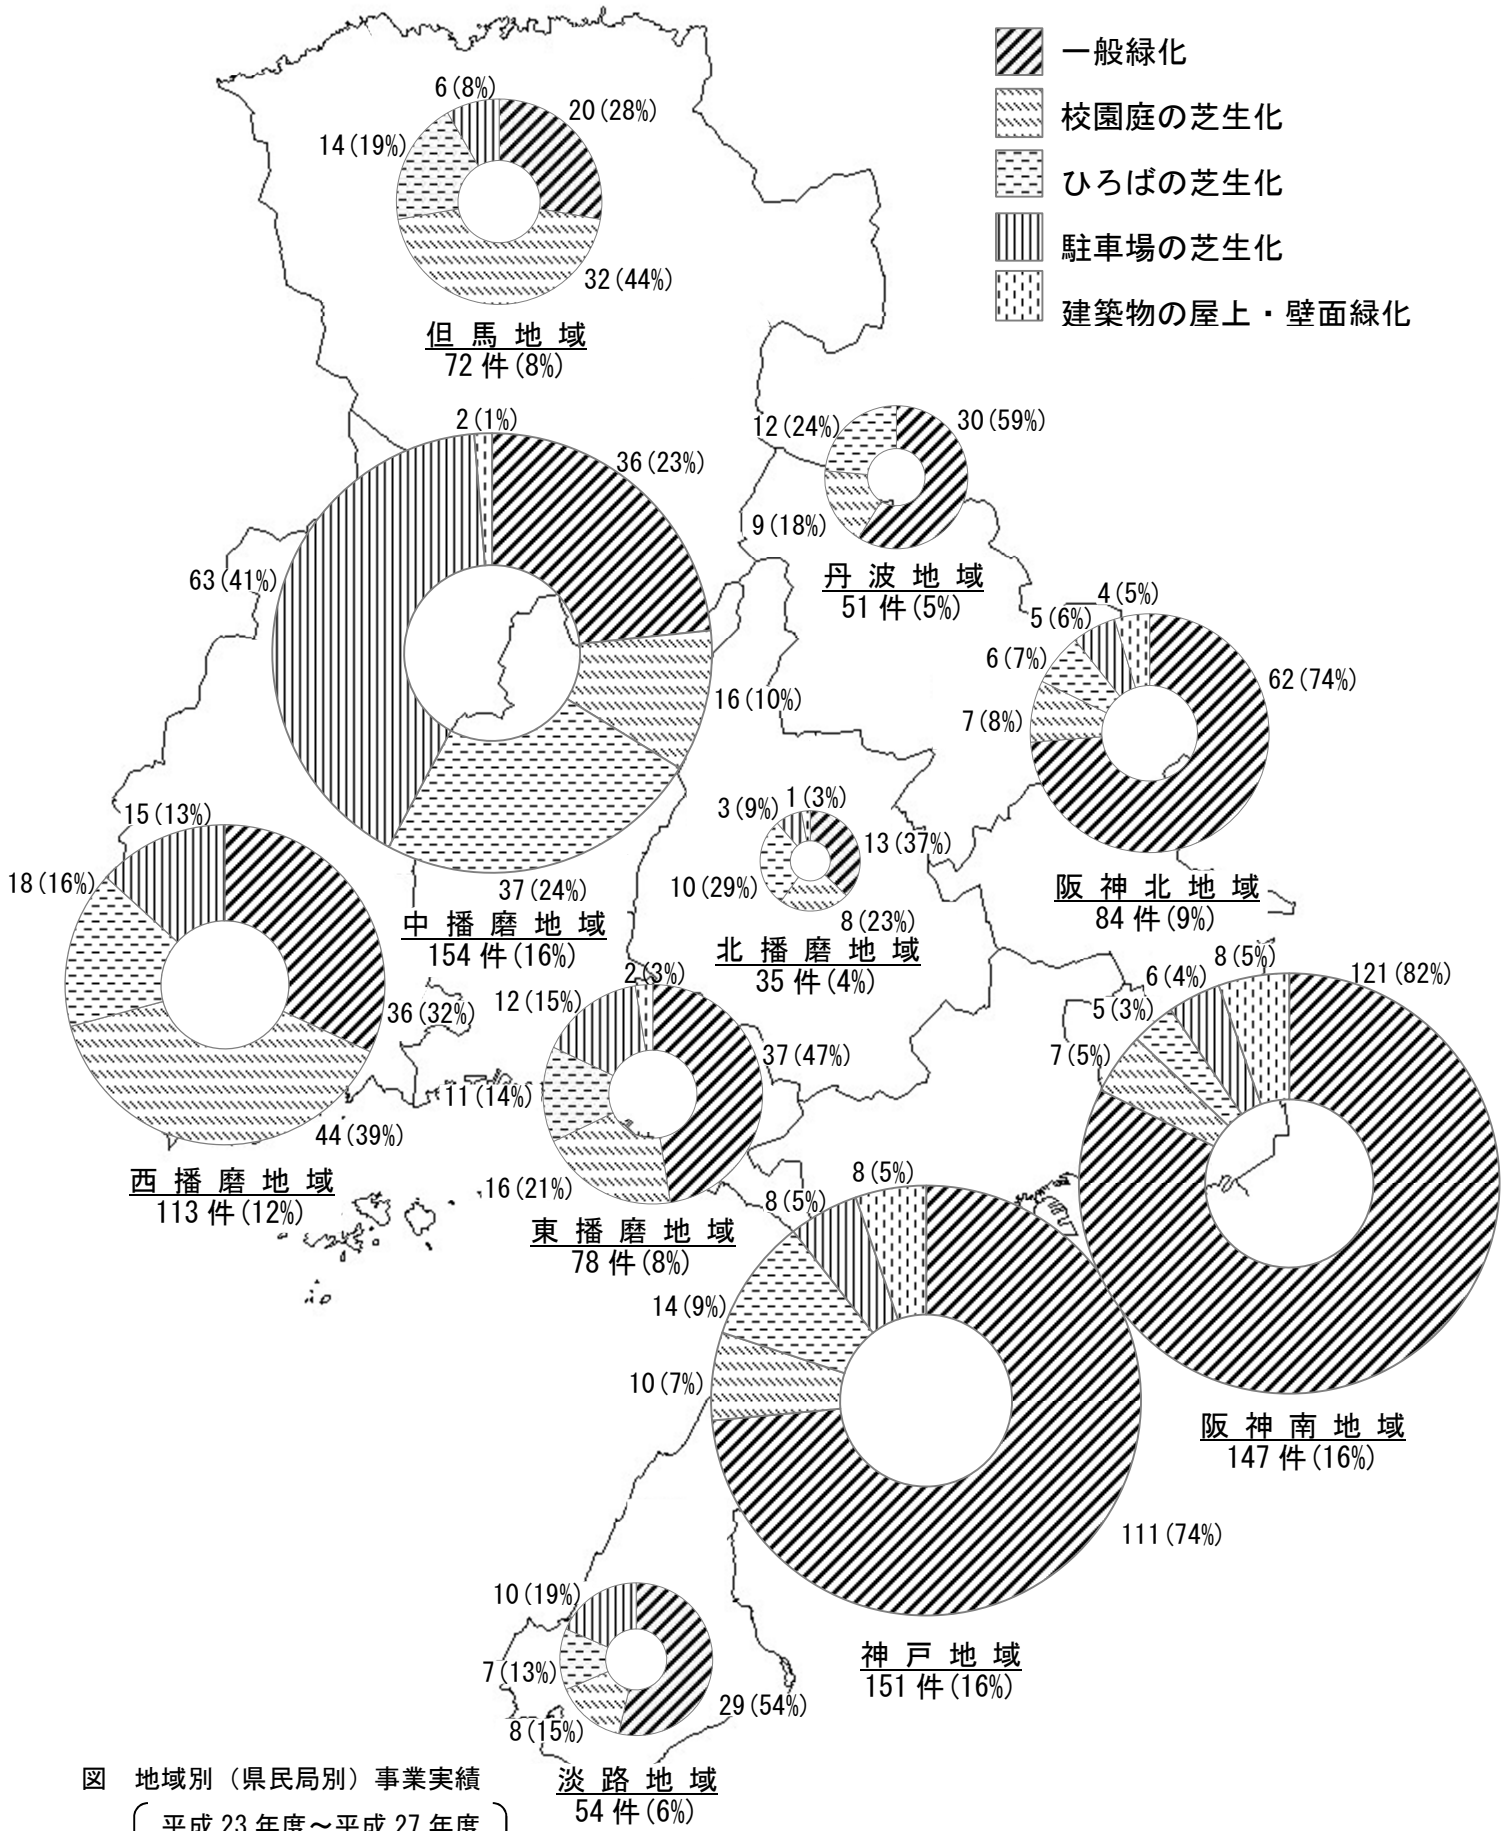 一般緑化
校園庭の芝生化
ひろばの芝生化
駐車場の芝生化
建築物の屋上・壁面緑化
6(8%)
20(28%)
14(19%)
32(44%)
但馬地域
72件(8%)
2(1%)
36(23%)
63(41%)
16(10%)
37(24%)
中播磨地域
154件(16%)
12(24%)
30(59%)
9(18%)
丹波地域
51件(5%)
4(5%)
5(6%)
6(7%)
7(8%)
62(74%)
阪神北地域
84件(9%)
3(9%)
1(3%)
13(37%)
10(29%)
8(23%)
北播磨地域
35件(4%)
15(13%)
18(16%)
36(32%)
44(39%)
西播磨地域
113件(12%)
2(3%)
12(15%)
37(47%)
11(14%)
16(21%)
東播磨地域
78件(8%)
8(5%)
6(4%)
5(3%)
7(5%)
121(82%)
阪神南地域
147件(16%)
8(5%)
8(5%)
14(9%)
10(7%)
111(74%)
神戸地域
151件(16%)
10(19%)
7(13%)
8(15%)
29(54%)
淡路地域
54件(6%)
図 地域別（県民局別）事業実績
平成23年度～平成27年度